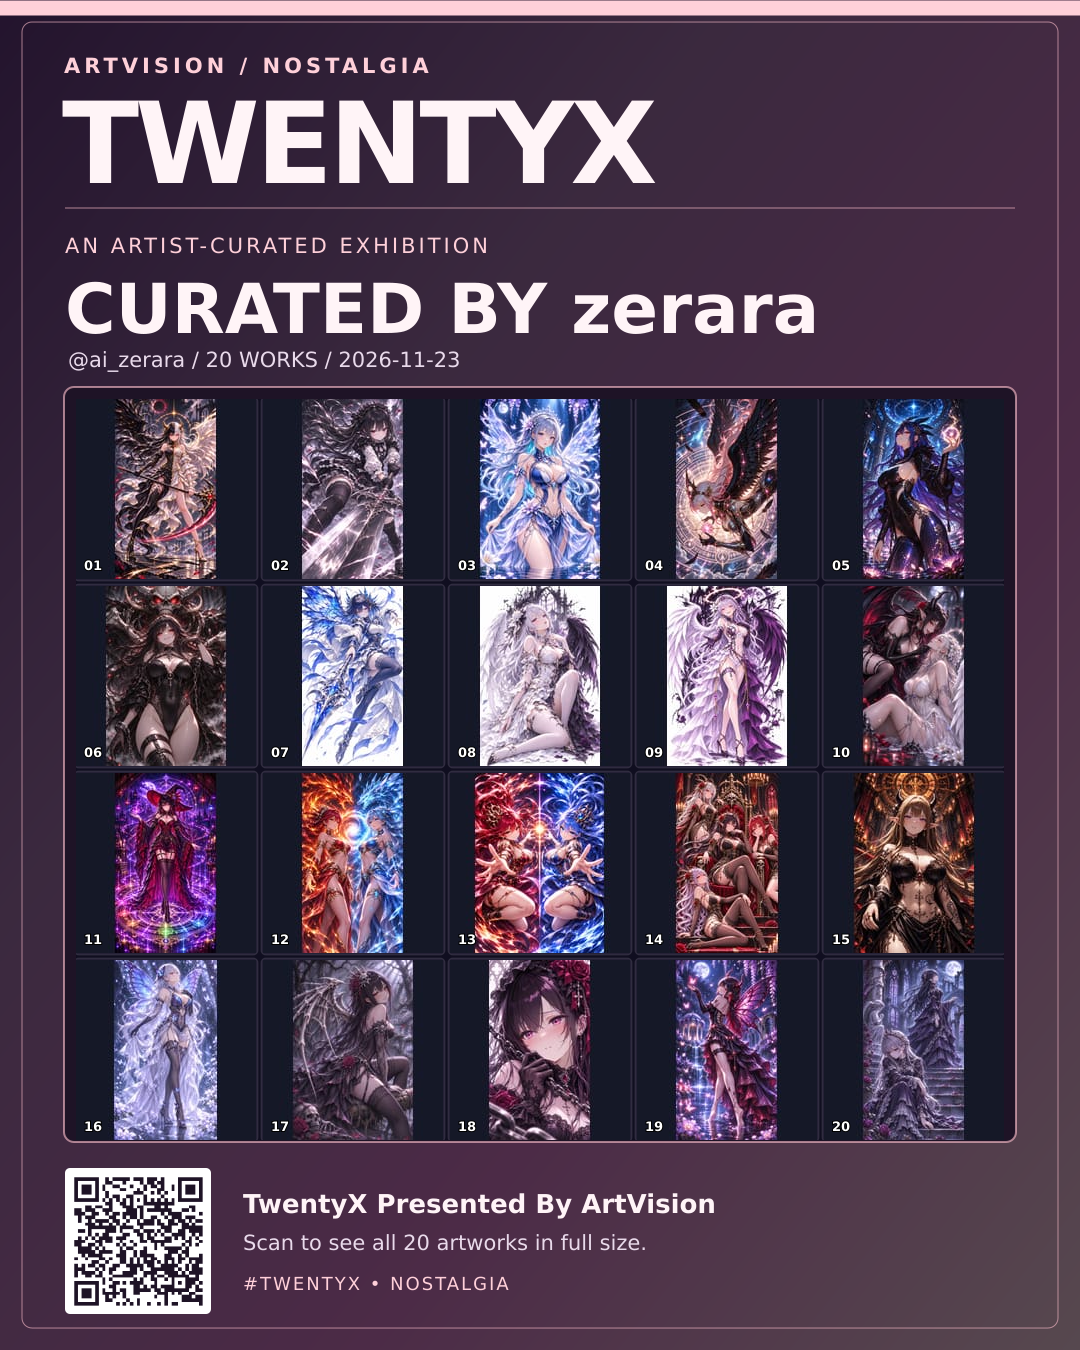 ARTVISION / NOSTALGIA
TWENTYX
AN ARTIST-CURATED EXHIBITION
CURATED BY zerara
@ai_zerara / 20 WORKS / 2026-11-23
01 02 03 04 05
06 07 08 09 10
11 12 13 14 15
16 17 18 19 20
TwentyX Presented By ArtVision
Scan to see all 20 artworks in full size.
#TWENTYX • NOSTALGIA